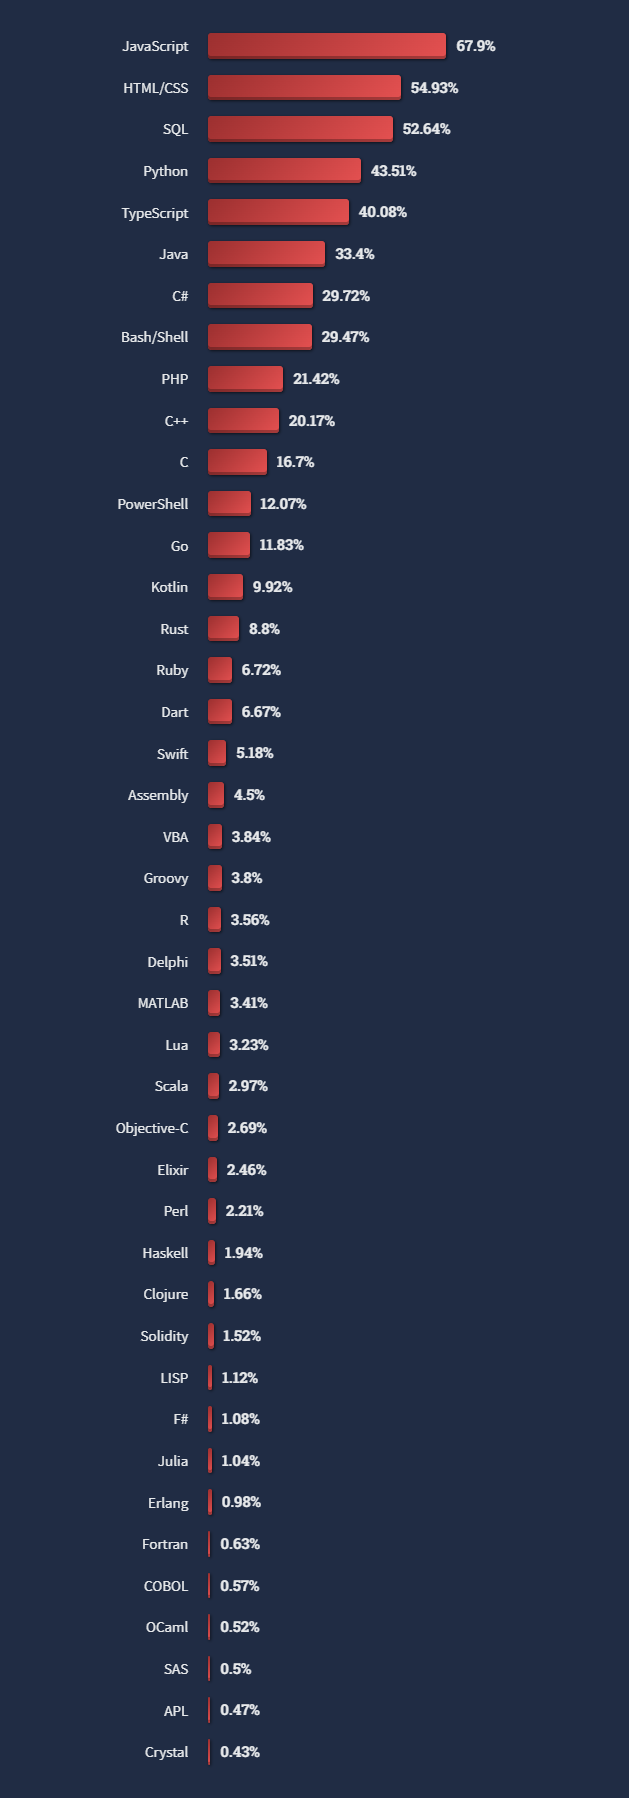 JavaScript 67.9%
HTML/CSS 54.93%
SQL 52.64%
Python 43.51%
TypeScript 40.08%
Java 33.4%
C# 29.72%
Bash/Shell 29.47%
PHP 21.42%
C++ 20.17%
C 16.7%
PowerShell 12.07%
Go 11.83%
Kotlin 9.92%
Rust 8.8%
Ruby 6.72%
Dart 6.67%
Swift 5.18%
Assembly 4.5%
VBA 3.84%
Groovy 3.8%
R 3.56%
Delphi 3.51%
MATLAB 3.41%
Lua 3.23%
Scala 2.97%
Objective-C 2.69%
Elixir 2.46%
Perl 2.21%
Haskell 1.94%
Clojure 1.66%
Solidity 1.52%
LISP 1.12%
F# 1.08%
Julia 1.04%
Erlang 0.98%
Fortran 0.63%
COBOL 0.57%
OCaml 0.52%
SAS 0.5%
APL 0.47%
Crystal 0.43%